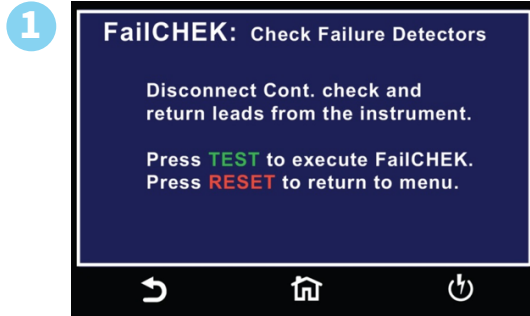 1
FailCHEK: Check Failure Detectors
Disconnect Cont. check and
return leads from the instrument.
Press TEST to execute FailCHEK.
Press RESET to return to menu.